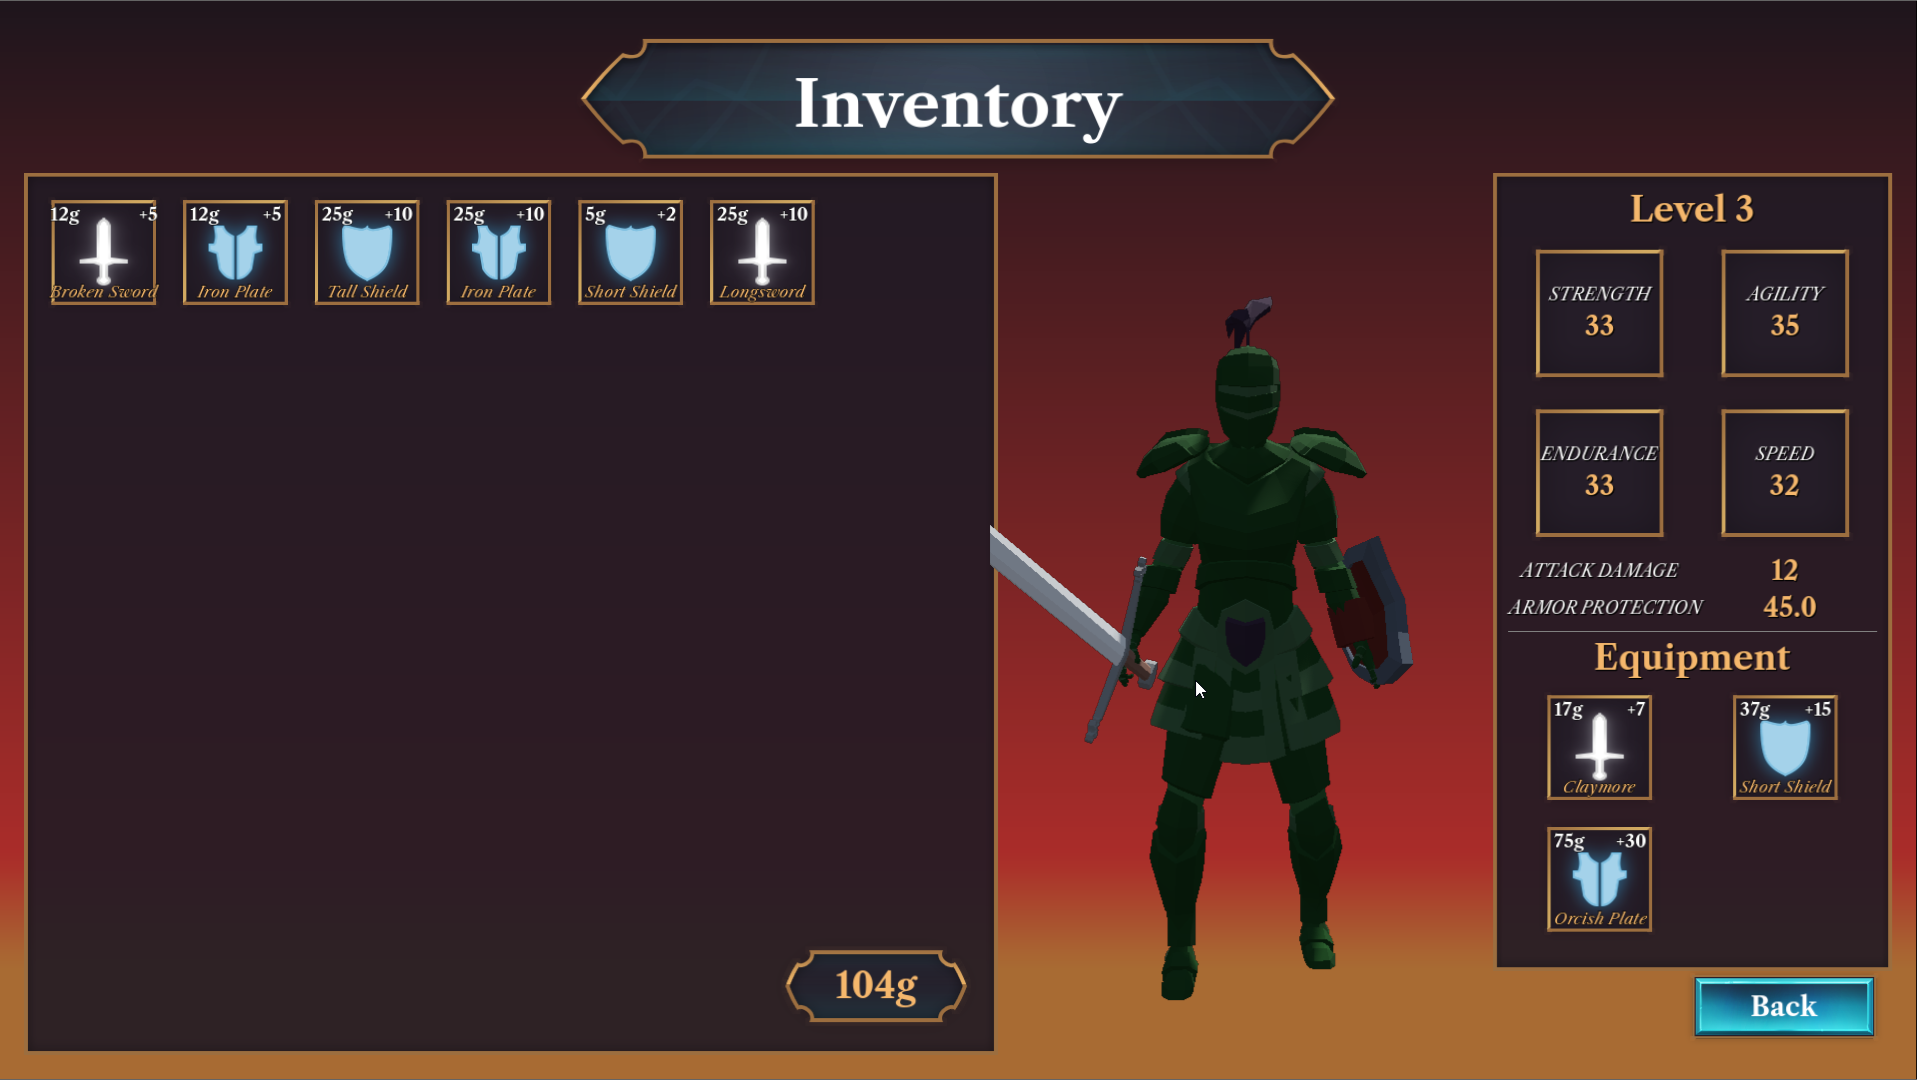 Inventory
12g +5
Broken Sword
12g +5
Iron Plate
25g +10
Tall Shield
25g +10
Iron Plate
5g +2
Short Shield
25g +10
Longsword
104g
Level 3
STRENGTH
33
AGILITY
35
ENDURANCE
33
SPEED
32
ATTACK DAMAGE 12
ARMOR PROTECTION 45.0
Equipment
17g +7
Claymore
37g +15
Short Shield
75g +30
Orcish Plate
Back